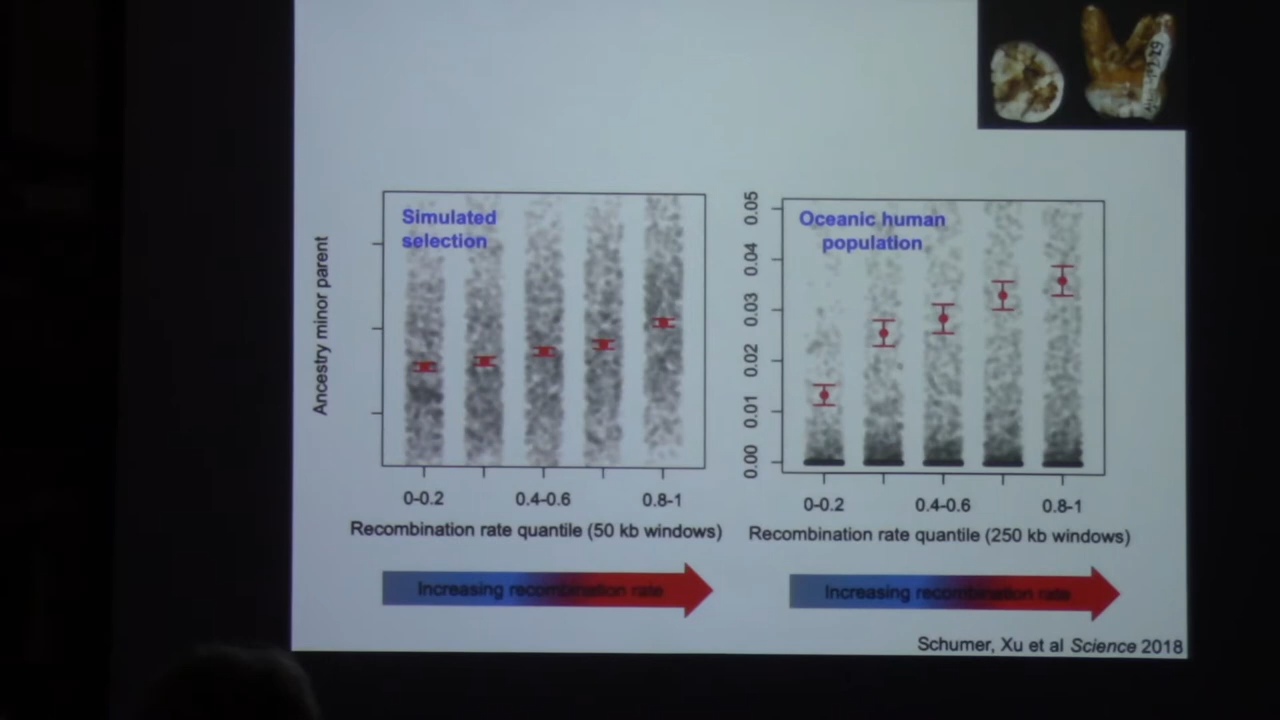 Simulated
selection
Ancestry minor parent
0-0.2
0.4-0.6
0.8-1
Recombination rate quantile (50 kb windows)
Increasing recombination rate
Oceanic human
population
0.05
0.04
0.03
0.02
0.01
0.00
0-0.2
0.4-0.6
0.8-1
Recombination rate quantile (250 kb windows)
Increasing recombination rate
Schumer, Xu et al Science 2018